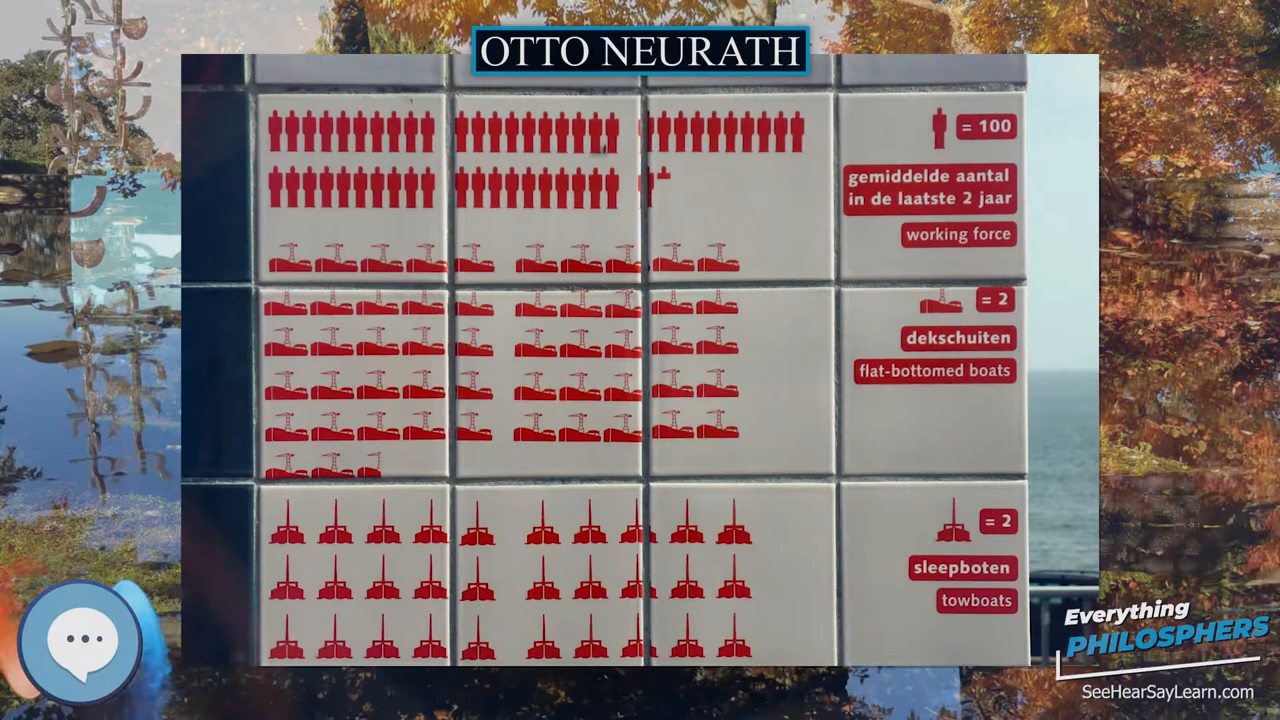 OTTO NEURATH
= 100
gemiddelde aantal
in de laatste 2 jaar
working force
= 2
dekschuiten
flat-bottomed boats
= 2
sleepboten
towboats
Everything
PHILOSPHERS
SeeHearSayLearn.com